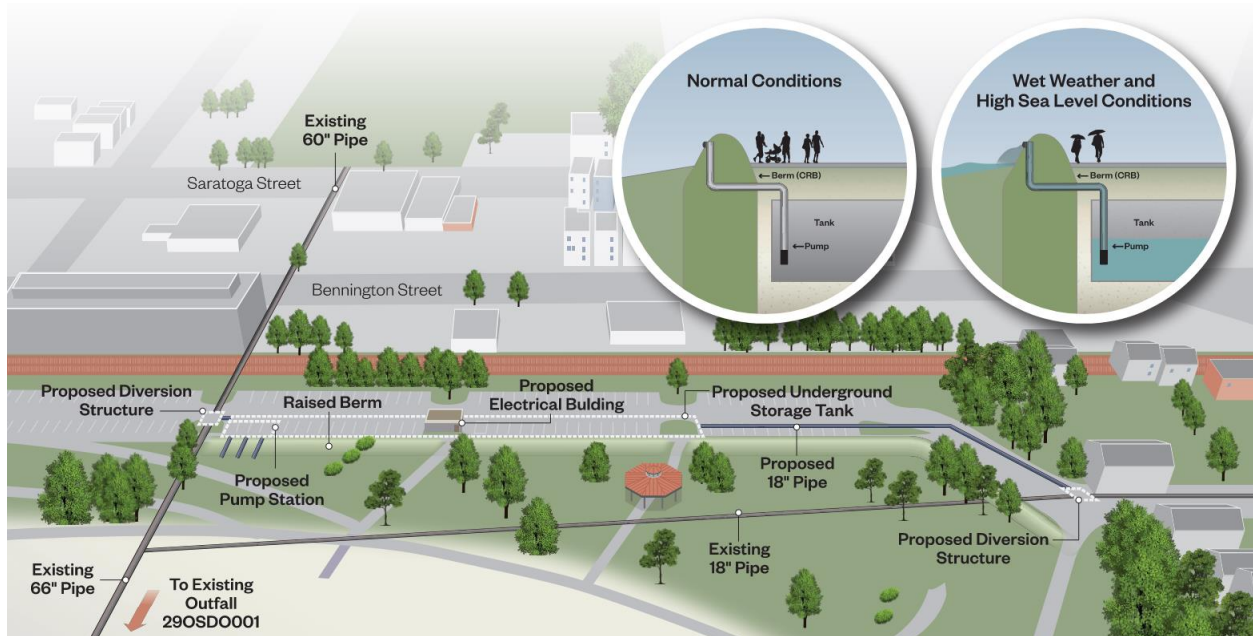 Normal Conditions
Berm (CRB)
Tank
Pump
Wet Weather and
High Sea Level Conditions
Berm (CRB)
Tank
Pump
Existing
60" Pipe
Saratoga Street
Bennington Street
Proposed Diversion
Structure
Raised Berm
Proposed
Electrical Bulding
Proposed Underground
Storage Tank
Proposed
Pump Station
Proposed
18" Pipe
Existing
18" Pipe
Proposed Diversion
Structure
Existing
66" Pipe
To Existing
Outfall
29OSDO001